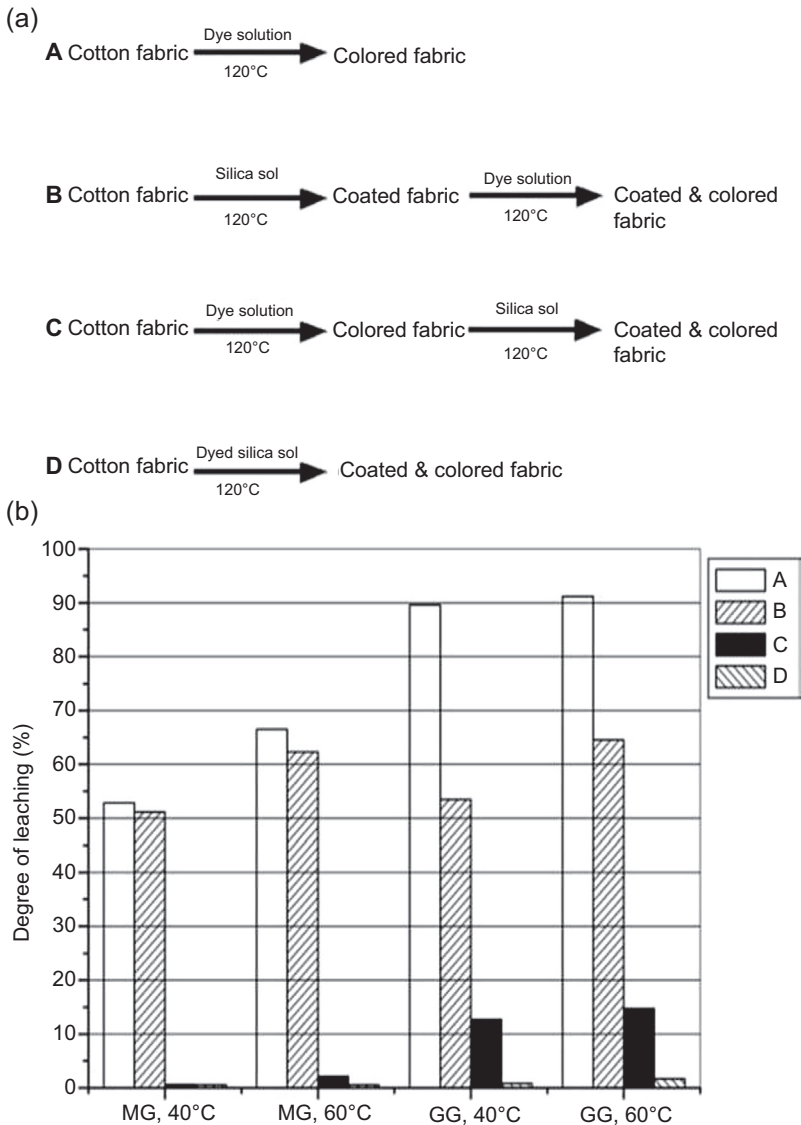 (a)
Dye solution
A Cotton fabric Colored fabric
120°C
Silica sol Dye solution
B Cotton fabric Coated fabric Coated & colored
120°C 120°C fabric
Dye solution Silica sol
C Cotton fabric Colored fabric Coated & colored
120°C 120°C fabric
Dyed silica sol
D Cotton fabric Coated & colored fabric
120°C
(b)
100
90
80
70
60
50
40
30
20
10
0
Degree of leaching (%)
A
B
C
D
MG, 40°C MG, 60°C GG, 40°C GG, 60°C